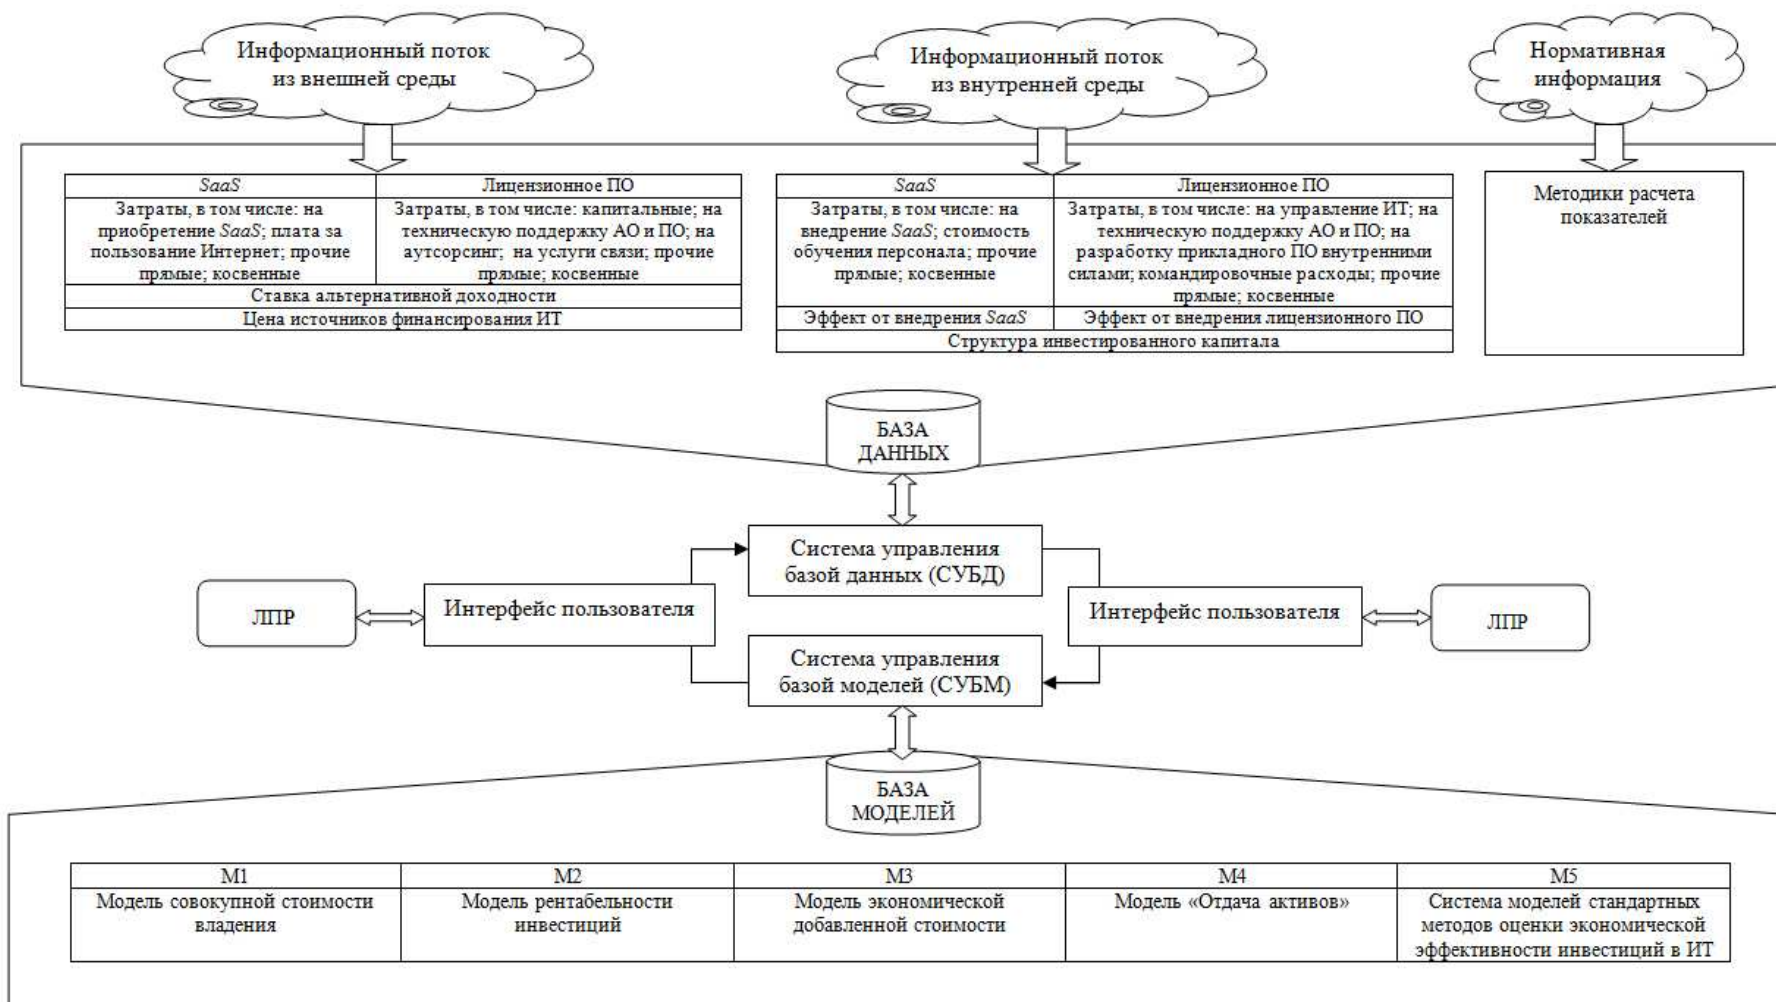 Информационный поток
из внешней среды
Информационный поток
из внутренней среды
Нормативная
информация
SaaS
Лицензионное ПО
Затраты, в том числе: на
приобретение SaaS; плата за
пользование Интернет; прочие
прямые; косвенные
Затраты, в том числе: капитальные; на
техническую поддержку АО и ПО; на
аутсорсинг; на услуги связи; прочие
прямые; косвенные
Ставка альтернативной доходности
Цена источников финансирования ИТ
SaaS
Лицензионное ПО
Затраты, в том числе: на
внедрение SaaS; стоимость
обучения персонала; прочие
прямые; косвенные
Затраты, в том числе: на управление ИТ; на
техническую поддержку АО и ПО; на
разработку прикладного ПО внутренними
силами; командировочные расходы; прочие
прямые; косвенные
Эффект от внедрения SaaS
Эффект от внедрения лицензионного ПО
Структура инвестированного капитала
Методики расчета
показателей
БАЗА
ДАННЫХ
Система управления
базой данных (СУБД)
ЛПР
Интерфейс пользователя
Интерфейс пользователя
ЛПР
Система управления
базой моделей (СУБМ)
БАЗА
МОДЕЛЕЙ
М1
М2
М3
М4
М5
Модель совокупной стоимости
владения
Модель рентабельности
инвестиций
Модель экономической
добавленной стоимости
Модель «Отдача активов»
Система моделей стандартных
методов оценки экономической
эффективности инвестиций в ИТ